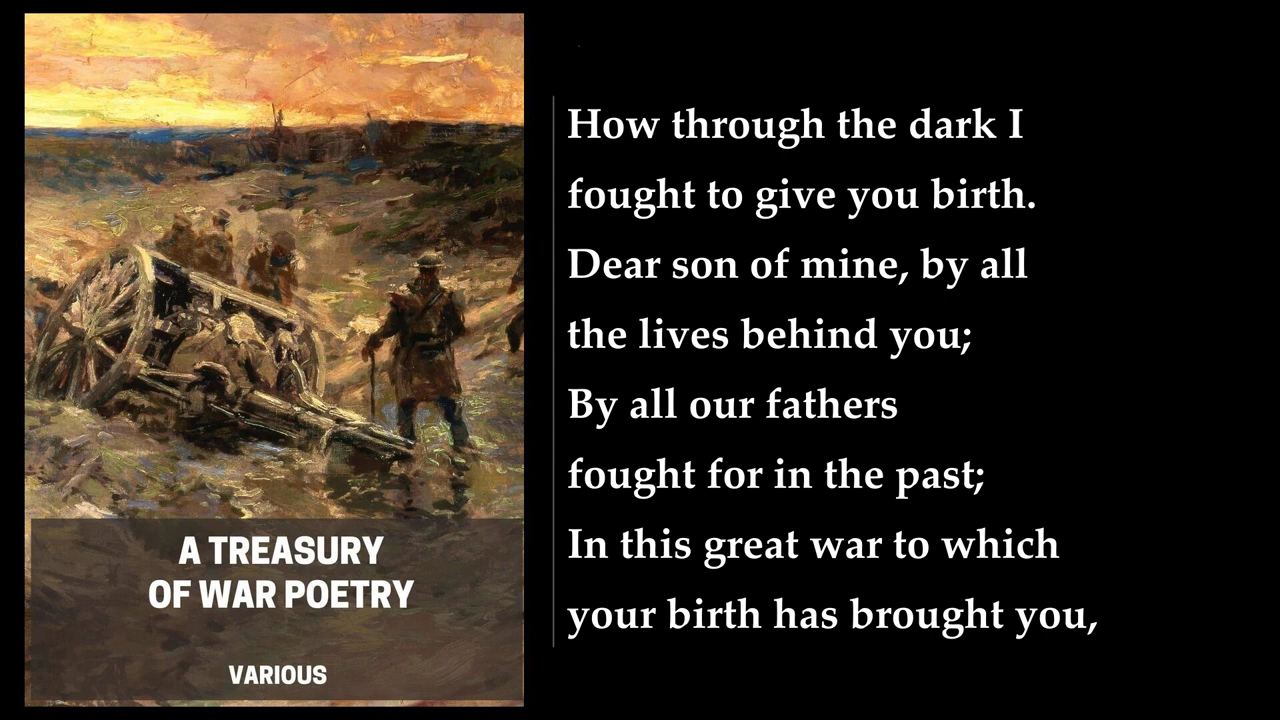 A TREASURY
OF WAR POETRY
VARIOUS
How through the dark I
fought to give you birth.
Dear son of mine, by all
the lives behind you;
By all our fathers
fought for in the past;
In this great war to which
your birth has brought you,